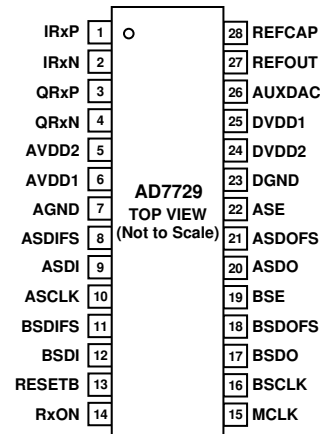 IRxP 1 28 REFCAP
IRxN 2 27 REFOUT
QRxP 3 26 AUXDAC
QRxN 4 25 DVDD1
AVDD2 5 24 DVDD2
AVDD1 6 23 DGND
AGND 7 22 ASE
ASDIFS 8 21 ASDOFS
ASDI 9 20 ASDO
ASCLK 10 19 BSE
BSDIFS 11 18 BSDOFS
BSDI 12 17 BSDO
RESETB 13 16 BSCLK
RxON 14 15 MCLK
AD7729
TOP VIEW
(Not to Scale)